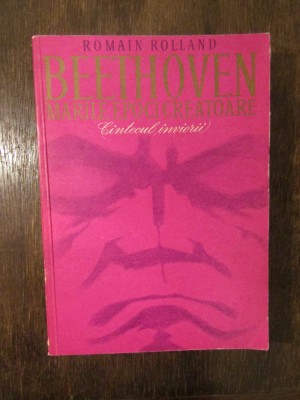 ROMAIN ROLLAND
BEETHOVEN
MARILE EPOCI CREATOARE
Cîntecul învierii